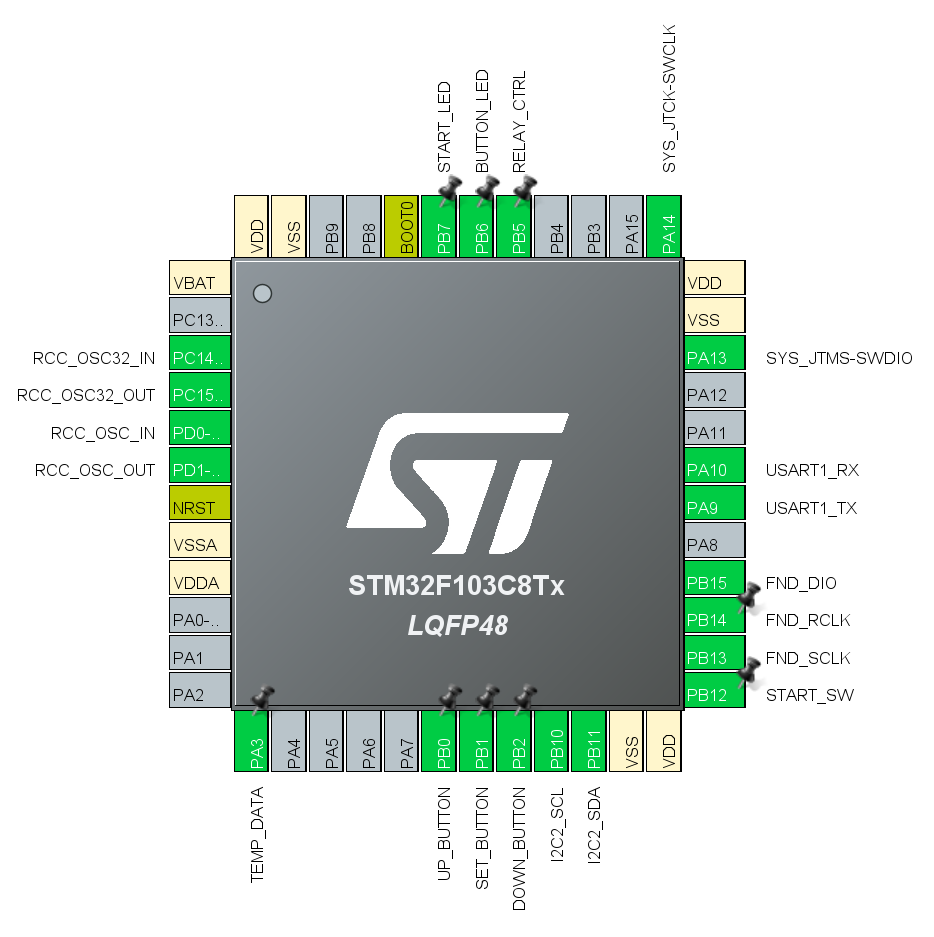 START_LED
BUTTON_LED
RELAY_CTRL
SYS_JTCK-SWCLK
VDD
VSS
PB9
PB8
BOOT0
PB7
PB6
PB5
PB4
PB3
PA15
PA14
VBAT
PC13..
RCC_OSC32_IN PC14..
RCC_OSC32_OUT PC15..
RCC_OSC_IN PD0-..
RCC_OSC_OUT PD1-..
NRST
VSSA
VDDA
PA0-..
PA1
PA2
VDD
VSS
PA13 SYS_JTMS-SWDIO
PA12
PA11
PA10 USART1_RX
PA9 USART1_TX
PA8
PB15 FND_DIO
PB14 FND_RCLK
PB13 FND_SCLK
PB12 START_SW
ST
STM32F103C8Tx
LQFP48
PA3
PA4
PA5
PA6
PA7
PB0
PB1
PB2
PB10
PB11
VSS
VDD
TEMP_DATA
UP_BUTTON
SET_BUTTON
DOWN_BUTTON
I2C2_SCL
I2C2_SDA